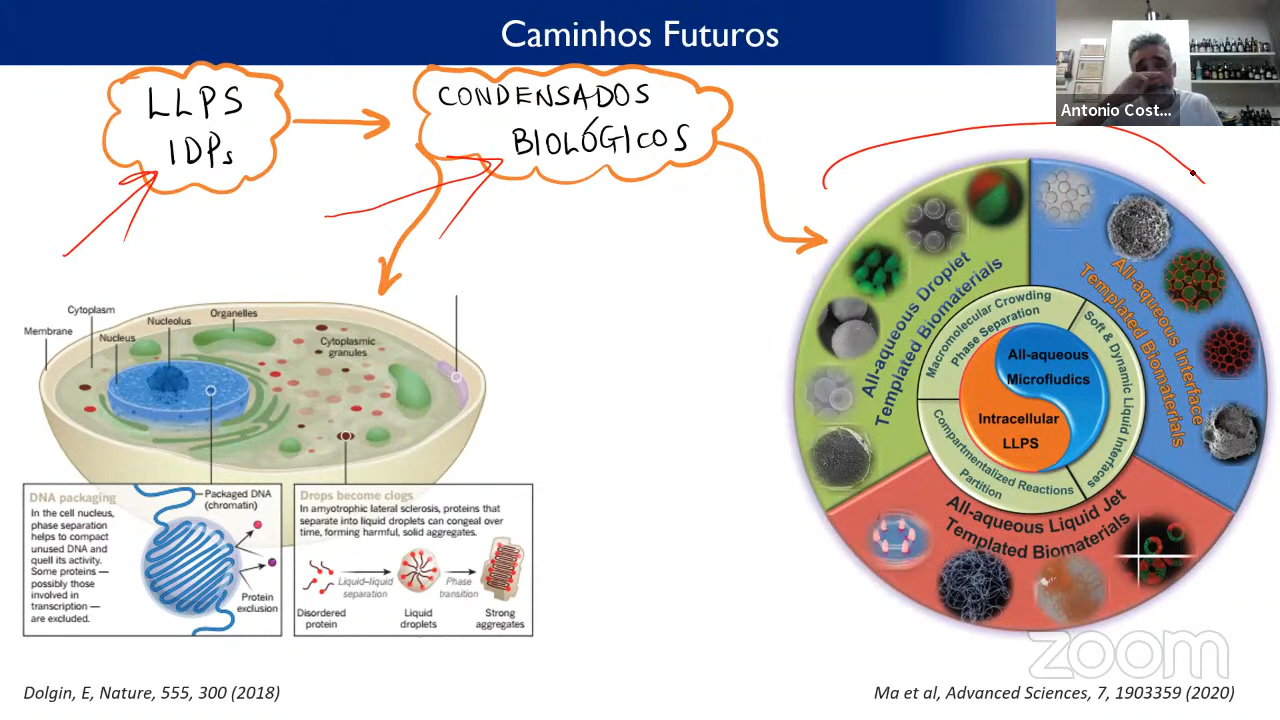 Caminhos Futuros
Antonio Cost...
LLPS
IDPs
CONDENSADOS
BIOLÓGICOS
Cytoplasm
Membrane
Nucleus
Nucleolus
Organelles
Cytoplasmic
granules
DNA packaging
In the cell nucleus,
phase separation
helps to compact
unused DNA and
quell its activity.
Some proteins —
possibly those
involved in
transcription —
are excluded.
Packaged DNA
(chromatin)
Protein
exclusion
Drops become clogs
In amyotrophic lateral sclerosis, proteins that
separate into liquid droplets can congeal over
time, forming harmful, solid aggregates.
Liquid–liquid
separation
Phase
transition
Disordered
protein
Liquid
droplets
Strong
aggregates
All-aqueous Droplet
Templated Biomaterials
All-aqueous Interface
Templated Biomaterials
All-aqueous Liquid Jet
Templated Biomaterials
Macromolecular Crowding
Phase Separation
Soft & Dynamic Liquid Interfaces
Compartmentalized Reactions
Partition
All-aqueous
Microfludics
Intracellular
LLPS
zoom
Dolgin, E, Nature, 555, 300 (2018)
Ma et al, Advanced Sciences, 7, 1903359 (2020)